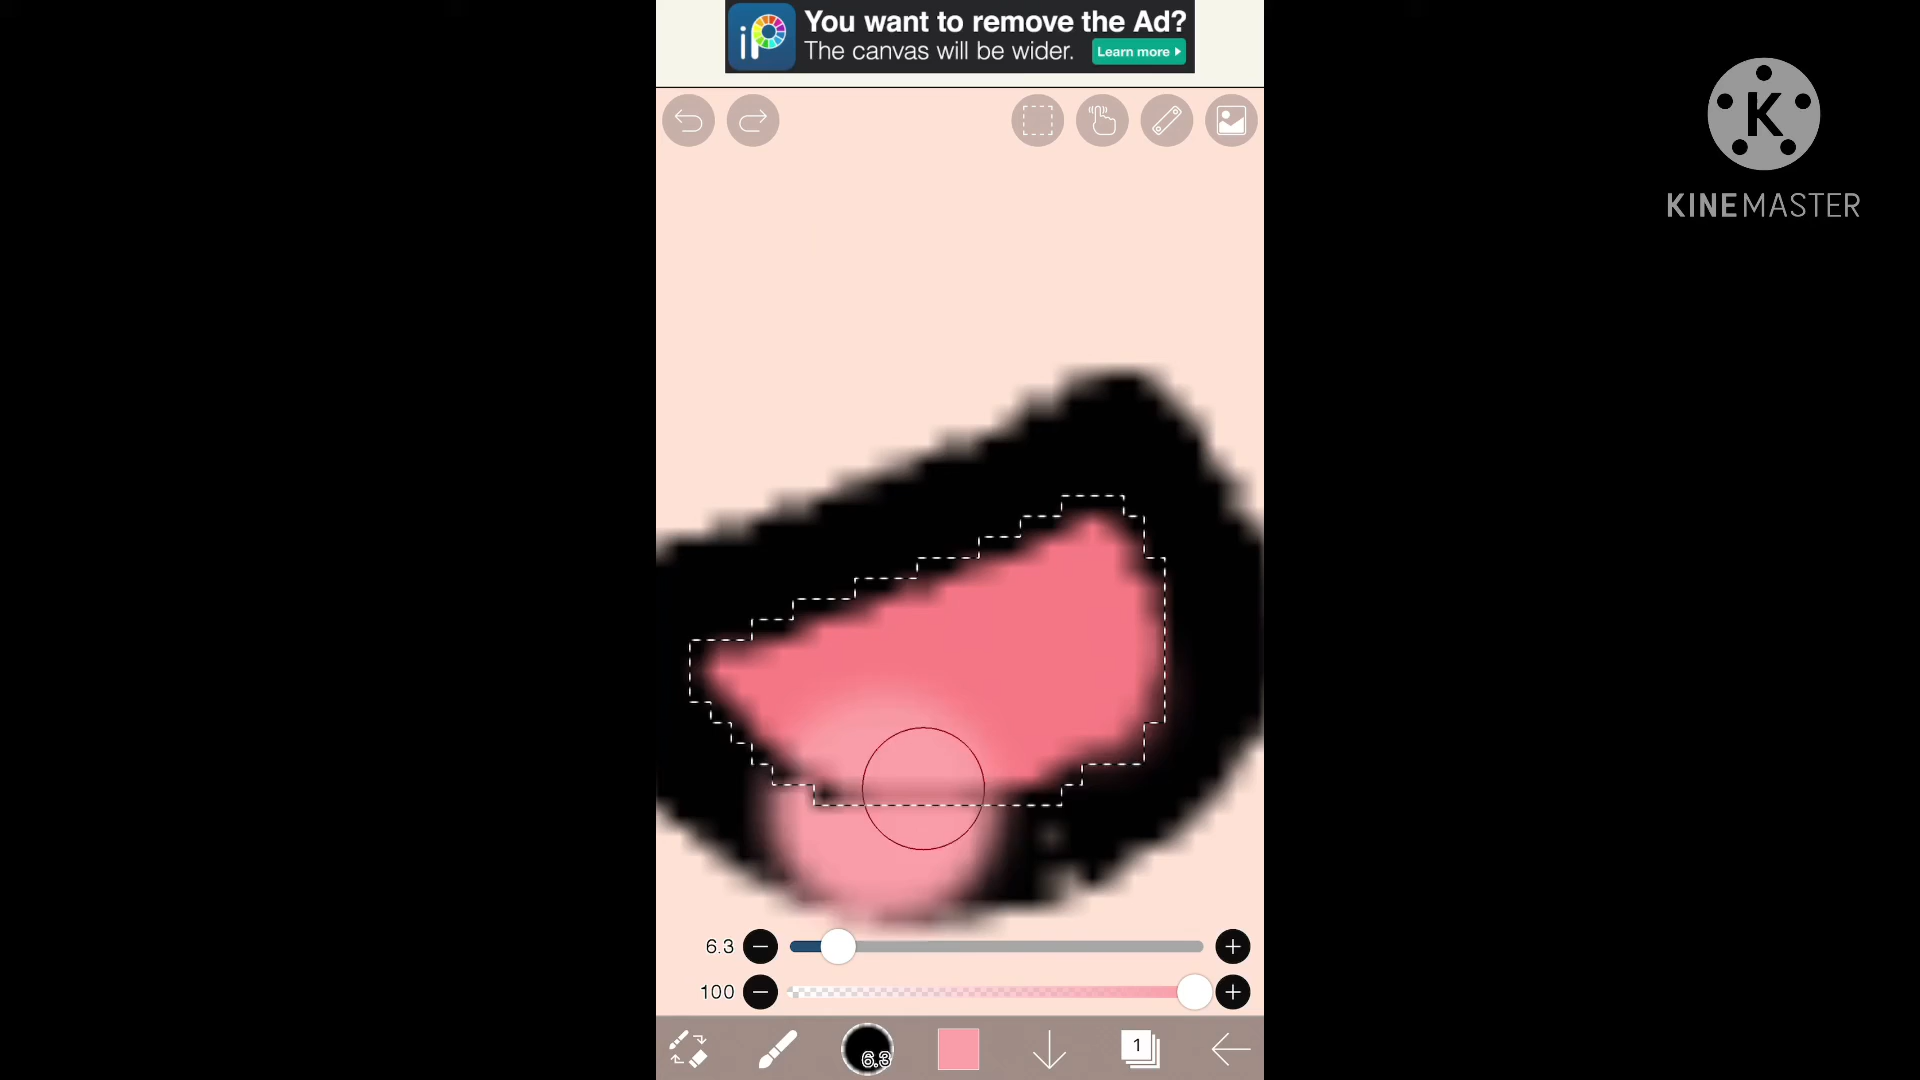 You want to remove the Ad?
iP
The canvas will be wider.
Learn more
K
KINEMASTER
6.3
100
6.3
1